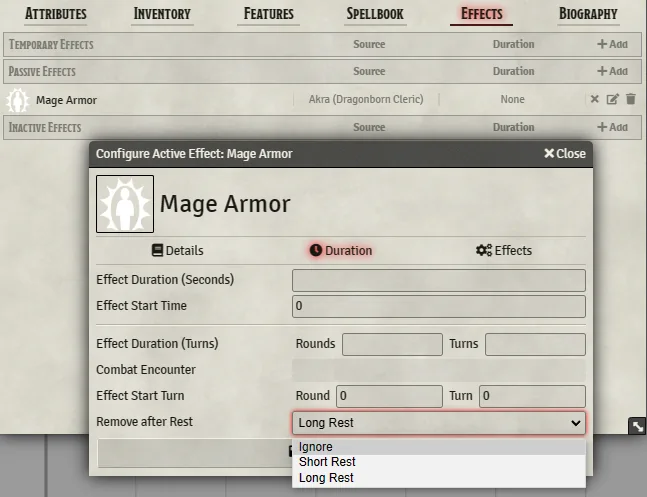 Attributes Inventory Features Spellbook Effects Biography
Temporary Effects Source Duration Add
Passive Effects Source Duration Add
Mage Armor Akra (Dragonborn Cleric) None
Inactive Effects Source Duration Add
Configure Active Effect: Mage Armor Close
Mage Armor
Details Duration Effects
Effect Duration (Seconds)
Effect Start Time 0
Effect Duration (Turns) Rounds Turns
Combat Encounter
Effect Start Turn Round 0 Turn 0
Remove after Rest Long Rest
Ignore
Short Rest
Long Rest